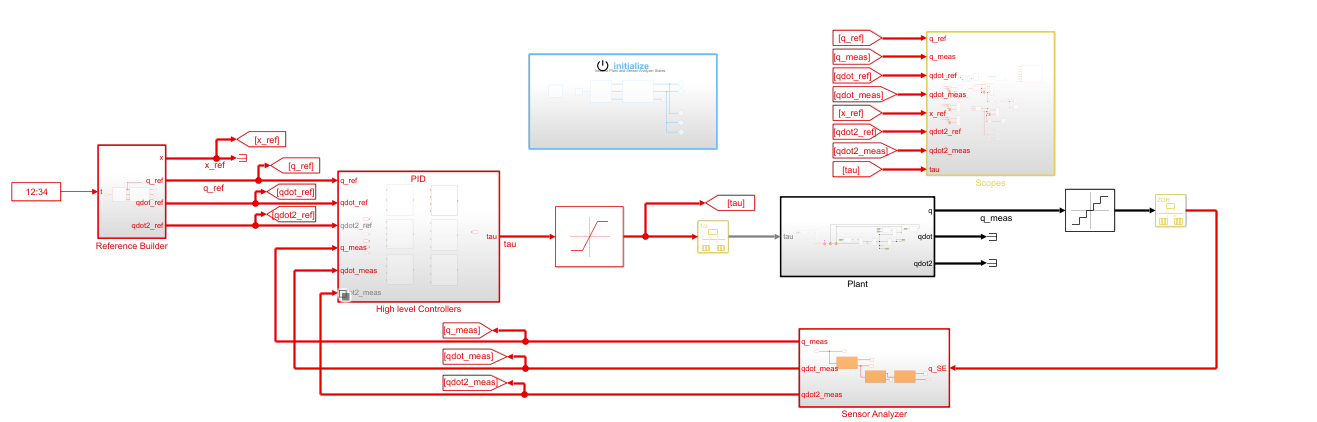 12:34
t
x
q_ref
qdot_ref
qdot2_ref
Reference Builder
x_ref
q_ref
[x_ref]
[q_ref]
[qdot_ref]
[qdot2_ref]
PID
q_ref
qdot_ref
qdot2_ref
q_meas
qdot_meas
t2_meas
tau
High level Controllers
tau
initialize
[tau]
tau
q
qdot
qdot2
Plant
q_meas
ZOH
[q_ref]
[q_meas]
[qdot_ref]
[qdot_meas]
[x_ref]
[qdot2_ref]
[qdot2_meas]
[tau]
q_ref
q_meas
qdot_ref
qdot_meas
x_ref
qdot2_ref
qdot2_meas
tau
Scopes
[q_meas]
[qdot_meas]
[qdot2_meas]
q_meas
qdot_meas
qdot2_meas
q_SE
Sensor Analyzer